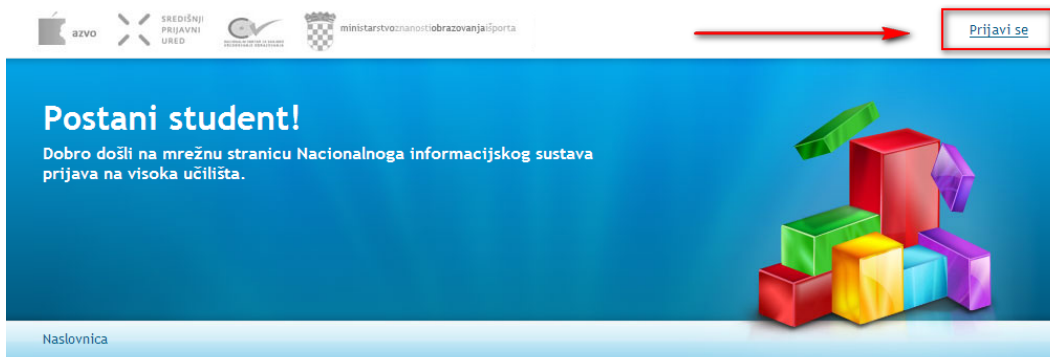 azvo
SREDIŠNJI
PRIJAVNI
URED
ministarstvoznanostiobrazovanjaišporta
Prijavi se
Postani student!
Dobro došli na mrežnu stranicu Nacionalnoga informacijskog sustava
prijava na visoka učilišta.
Naslovnica